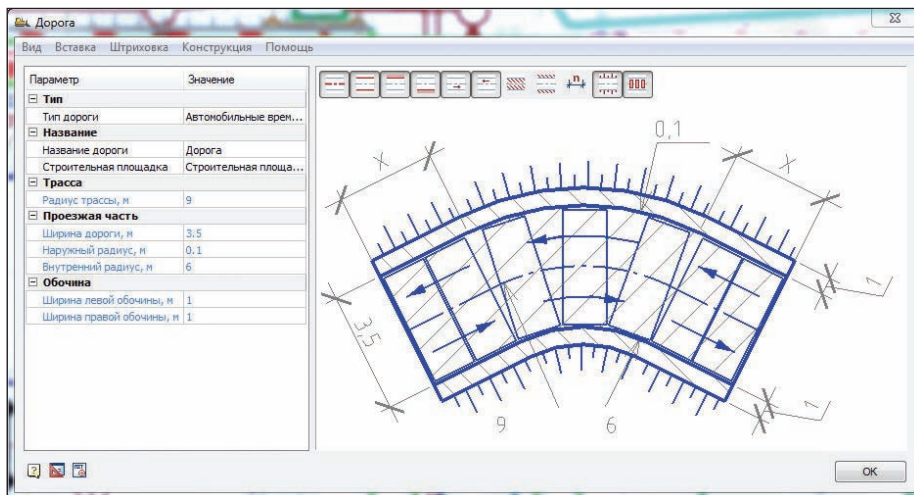 Дорога
Вид Вставка Штриховка Конструкция Помощь
Параметр Значение
Тип
Тип дороги Автомобильные врем...
Название
Название дороги Дорога
Строительная площадка Строительная площа...
Трасса
Радиус трассы, м 9
Проезжая часть
Ширина дороги, м 3.5
Наружный радиус, м 0.1
Внутренний радиус, м 6
Обочина
Ширина левой обочины, м 1
Ширина правой обочины, м 1
n
0,1
X X
1
3,5
1
9 6
OK